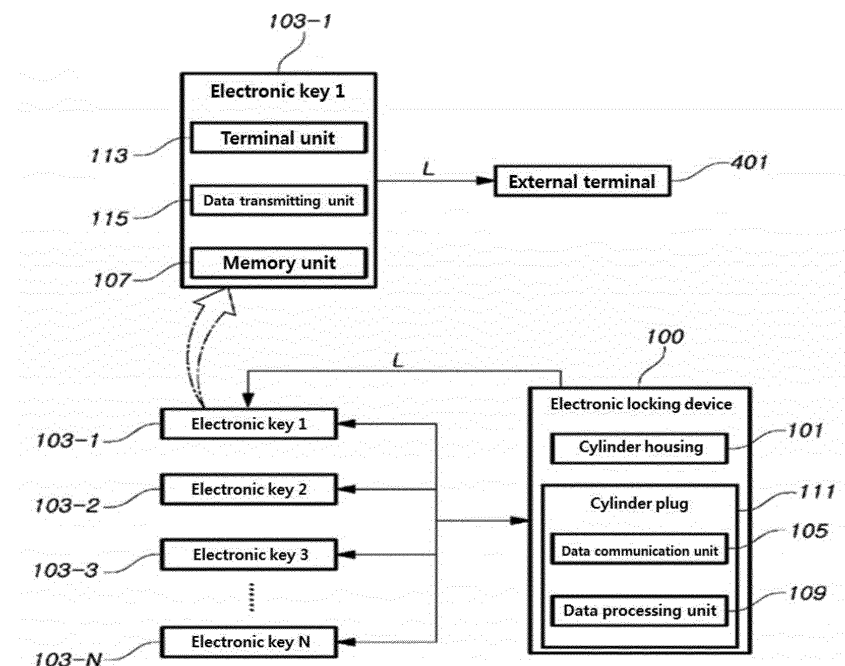 103-1
Electronic key 1
113
Terminal unit
115
Data transmitting unit
107
Memory unit
L
External terminal
401
100
L
Electronic locking device
103-1
Electronic key 1
Cylinder housing
101
103-2
Electronic key 2
Cylinder plug
111
103-3
Electronic key 3
Data communication unit
105
Data processing unit
109
103-N
Electronic key N